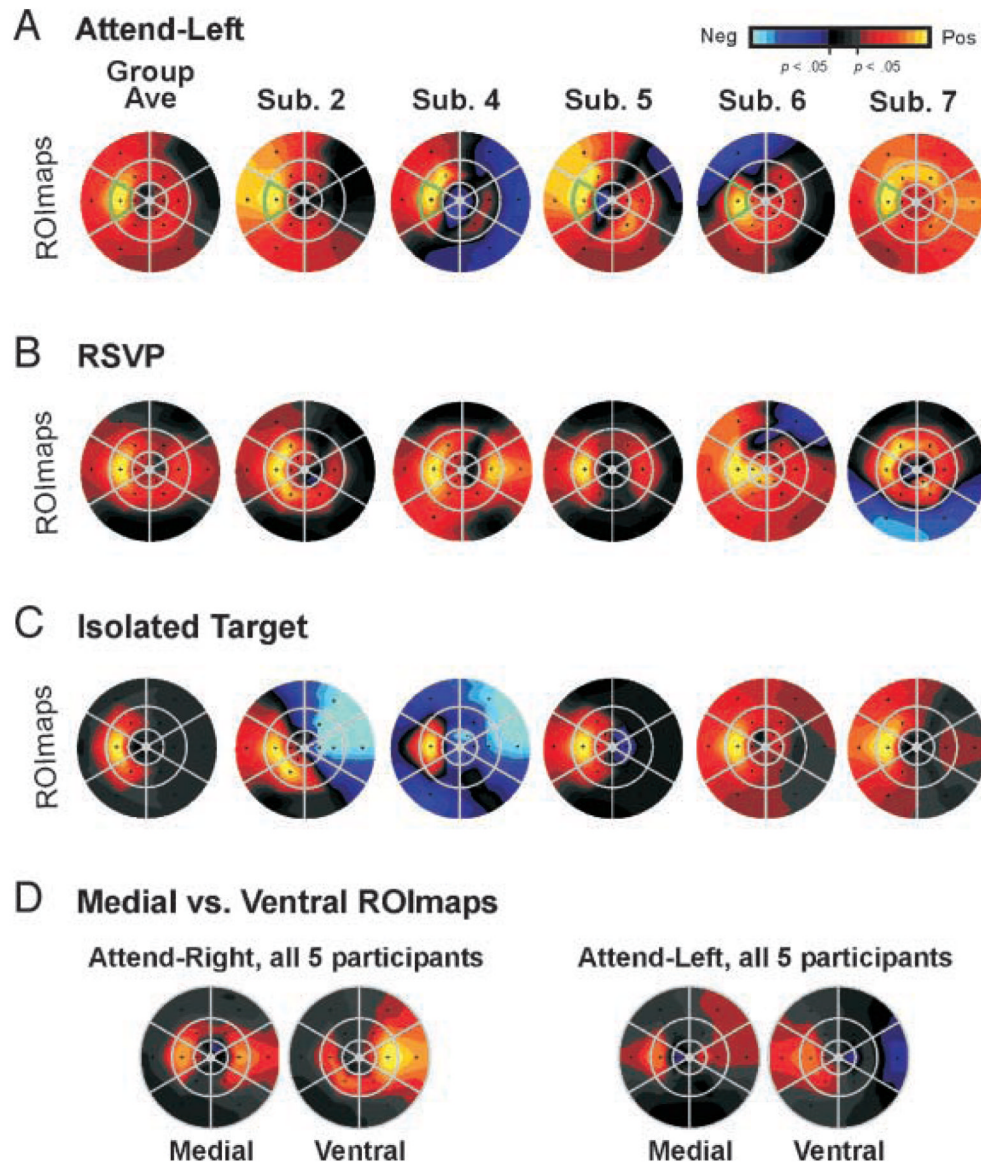 A Attend-Left
Neg Pos
p < .05 p < .05
Group
Ave Sub. 2 Sub. 4 Sub. 5 Sub. 6 Sub. 7
ROImaps
B RSVP
ROImaps
C Isolated Target
ROImaps
D Medial vs. Ventral ROImaps
Attend-Right, all 5 participants Attend-Left, all 5 participants
Medial Ventral Medial Ventral